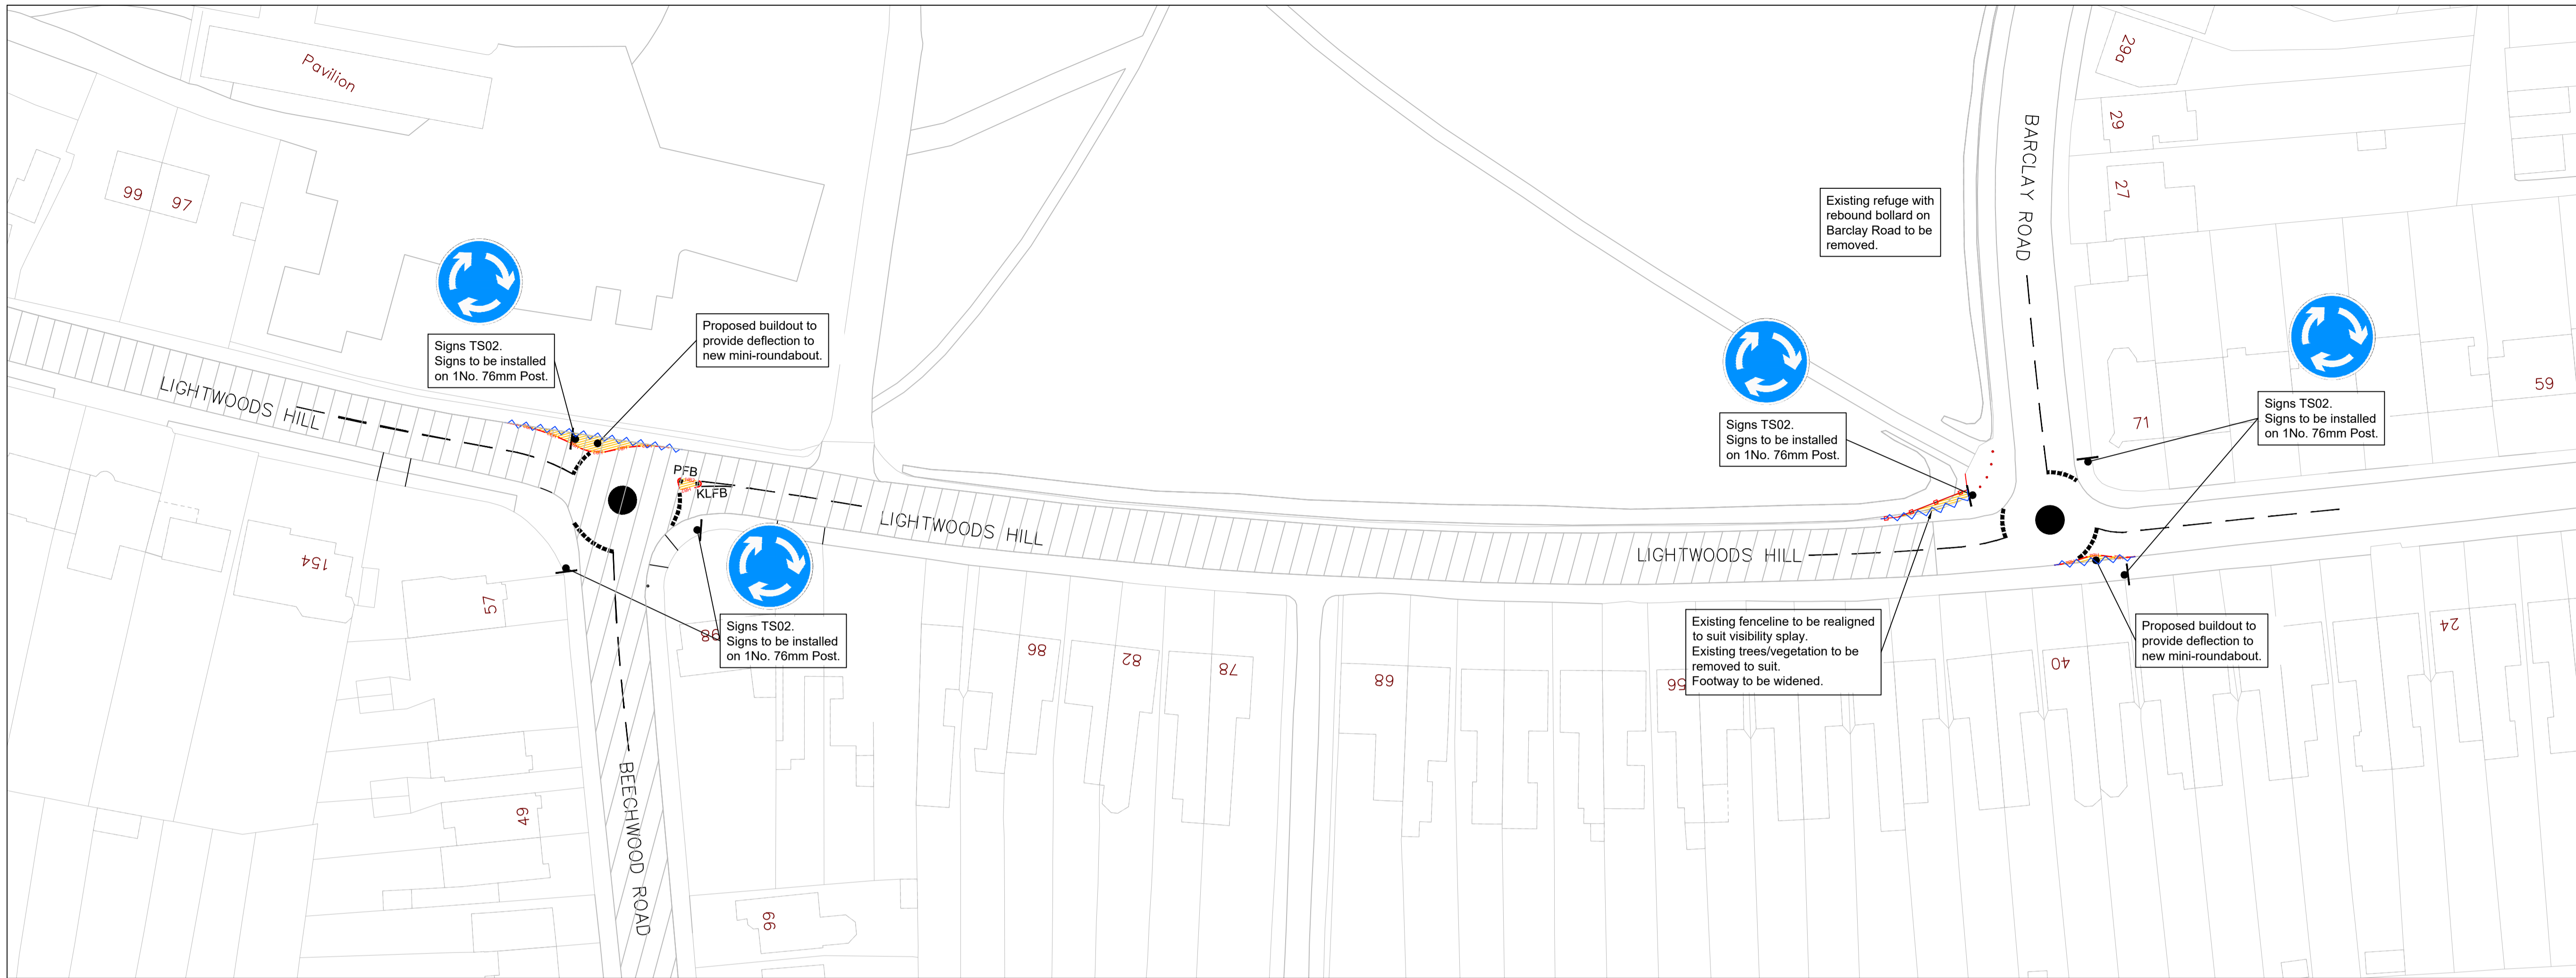 Pavilion
99
97
Signs TS02.
Signs to be installed
on 1No. 76mm Post.
Proposed buildout to
provide deflection to
new mini-roundabout.
LIGHTWOODS HILL
PFB
KLFB
LIGHTWOODS HILL
Signs TS02.
Signs to be installed
on 1No. 76mm Post.
154
57
49
BEECHWOOD ROAD
98
86
82
78
68
56
66
Existing refuge with
rebound bollard on
Barclay Road to be
removed.
BARCLAY ROAD
29a
29
27
Signs TS02.
Signs to be installed
on 1No. 76mm Post.
Signs TS02.
Signs to be installed
on 1No. 76mm Post.
71
59
LIGHTWOODS HILL
Existing fenceline to be realigned
to suit visibility splay.
Existing trees/vegetation to be
removed to suit.
Footway to be widened.
Proposed buildout to
provide deflection to
new mini-roundabout.
40
24